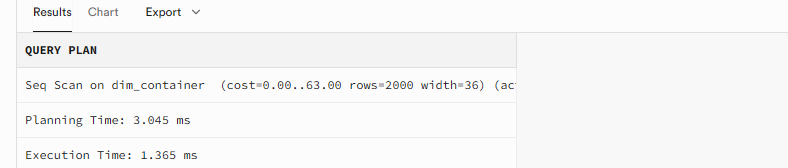 Results Chart Export
QUERY PLAN
Seq Scan on dim_container (cost=0.00..63.00 rows=2000 width=36) (ac
Planning Time: 3.045 ms
Execution Time: 1.365 ms